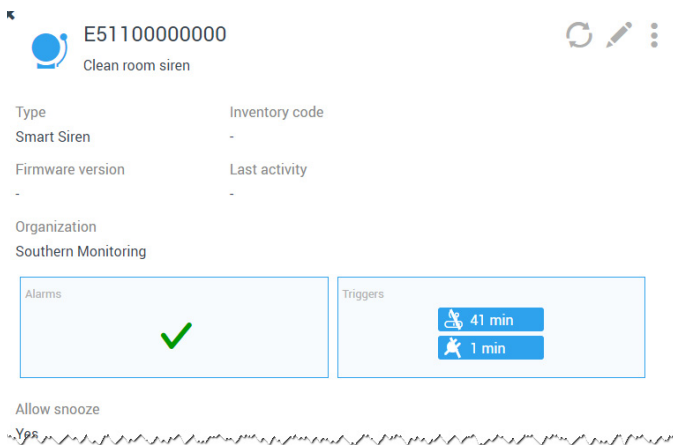 E51100000000
Clean room siren
Type
Inventory code
Smart Siren
-
Firmware version
Last activity
-
-
Organization
Southern Monitoring
Alarms
Triggers
41 min
1 min
Allow snooze
Yes